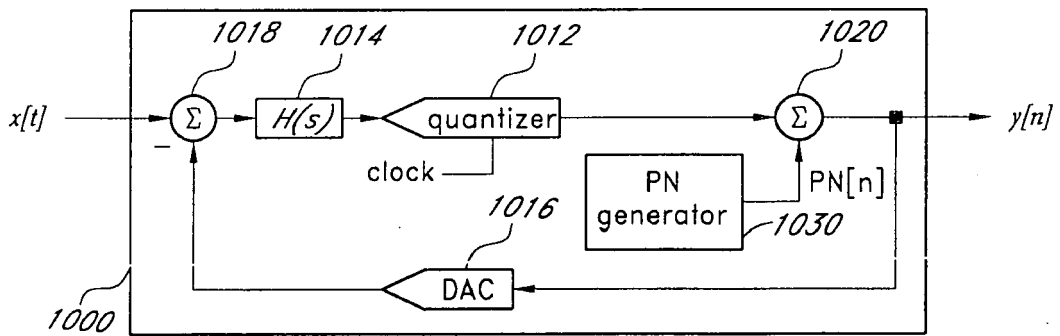 1018
1014
1012
1020
x[t]
Σ
H(s)
quantizer
Σ
y[n]
−
clock
PN
generator
PN[n]
1030
1016
DAC
1000